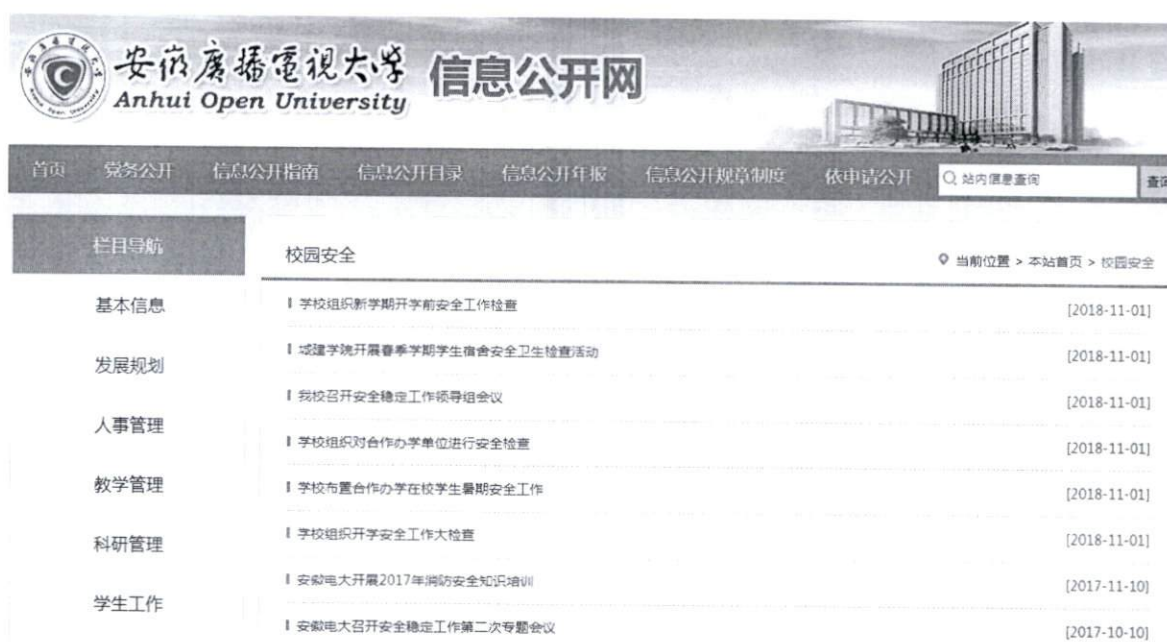 安徽廣播電視大学 信息公开网
Anhui Open University
首页 党务公开 信息公开指南 信息公开目录 信息公开年报 信息公开规章制度 依申请公开 站内信息查询 查询
栏目导航
校园安全 当前位置 > 本站首页 > 校园安全
基本信息
发展规划
人事管理
教学管理
科研管理
学生工作
学校组织新学期开学前安全工作检查 [2018-11-01]
城建学院开展春季学期学生宿舍安全卫生检查活动 [2018-11-01]
我校召开安全稳定工作领导组会议 [2018-11-01]
学校组织对合作办学单位进行安全检查 [2018-11-01]
学校布置合作办学在校学生暑期安全工作 [2018-11-01]
学校组织开学安全工作大检查 [2018-11-01]
安徽电大开展2017年消防安全知识培训 [2017-11-10]
安徽电大召开安全稳定工作第二次专题会议 [2017-10-10]